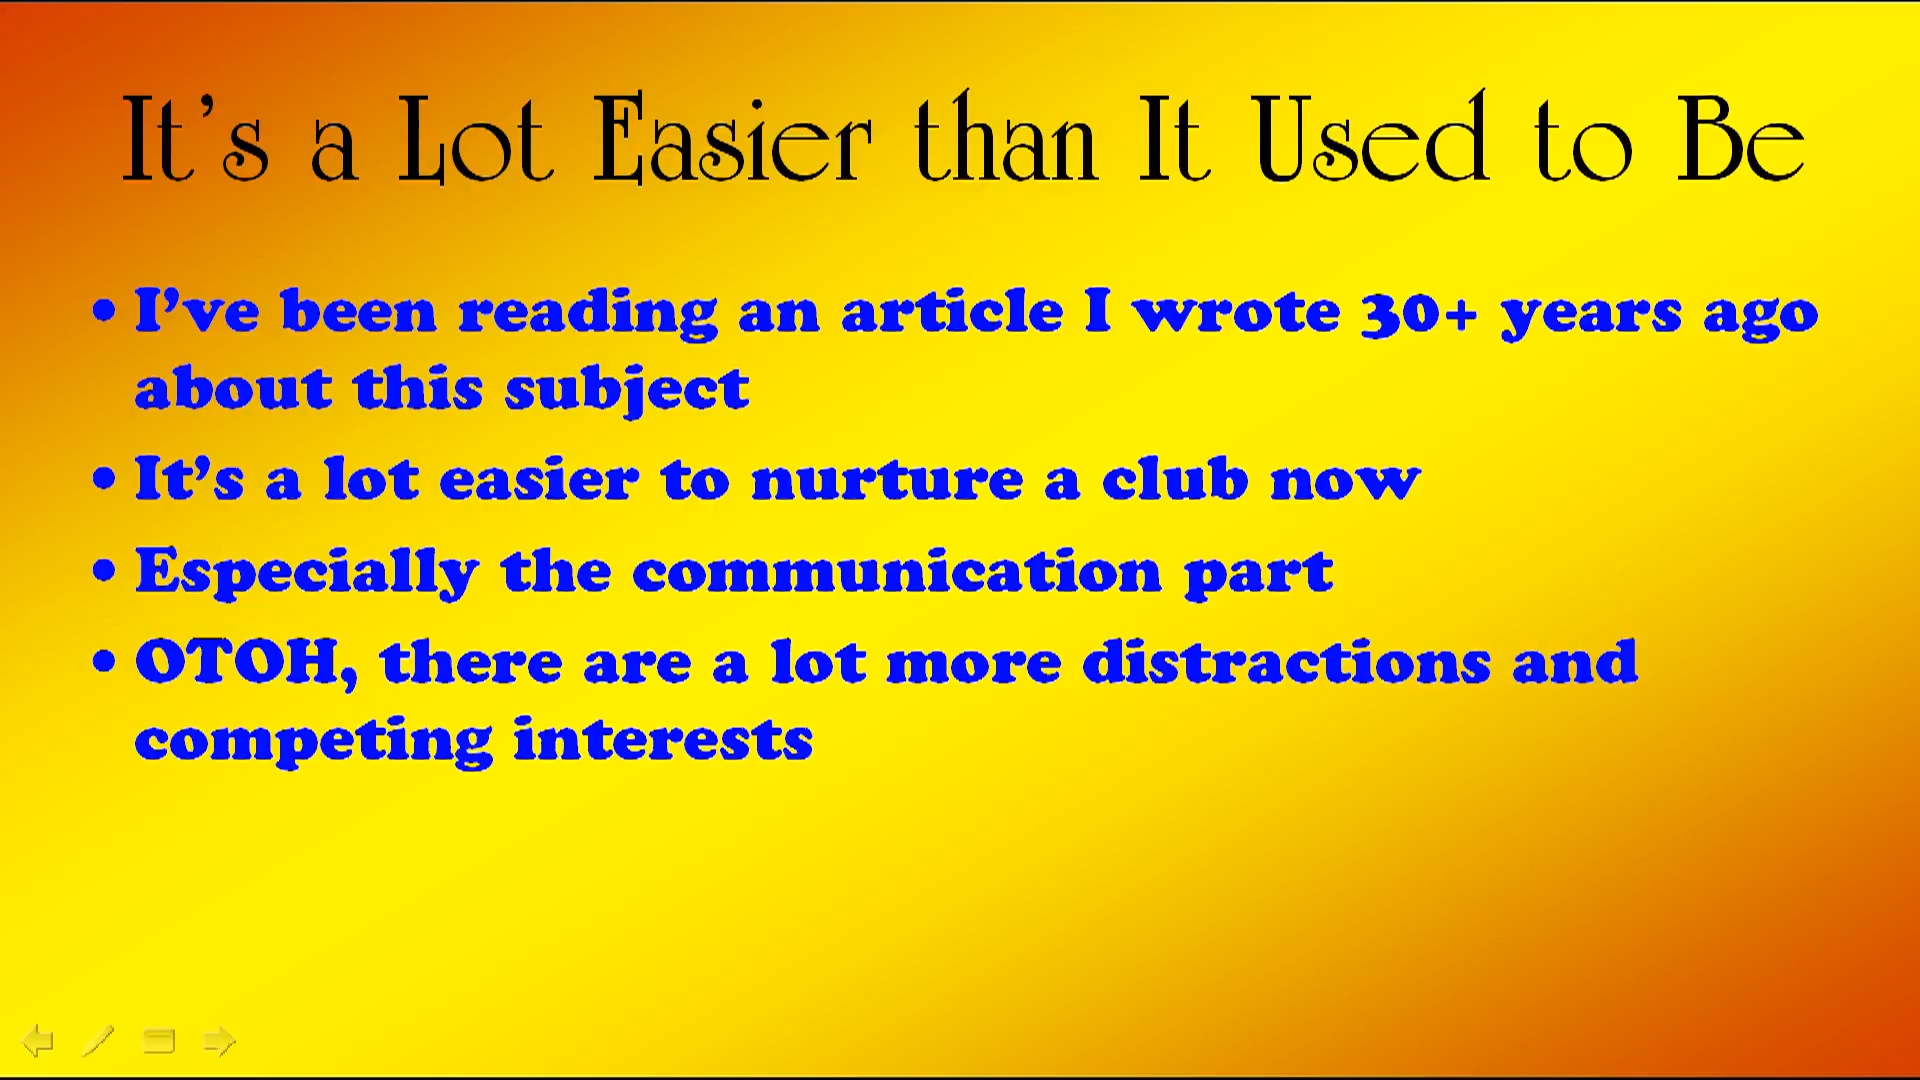 It’s a Lot Easier than It Used to Be
• I’ve been reading an article I wrote 30+ years ago
about this subject
• It’s a lot easier to nurture a club now
• Especially the communication part
• OTOH, there are a lot more distractions and
competing interests